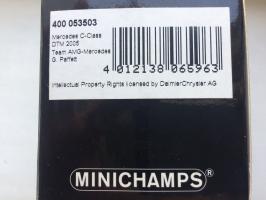 400 053503
Mercedes C-Class
DTM 2005
Team AMG-Mercedes
G. Paffett
4 012138 065963
Intellectual Property Rights licensed by DaimlerChrysler AG
MINICHAMPS®